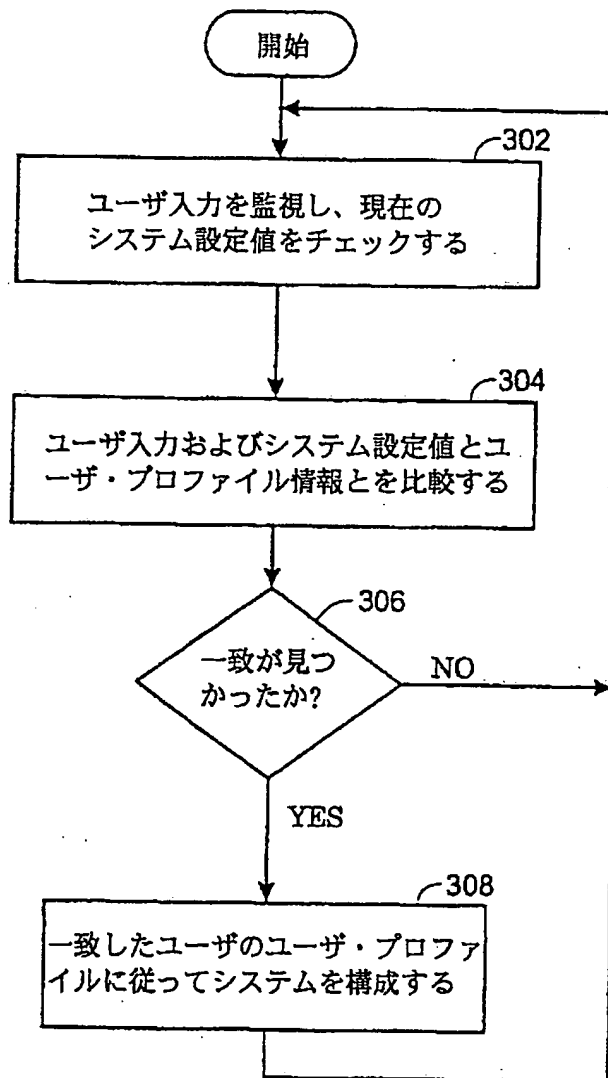 開始
302
ユーザ入力を監視し、現在の
システム設定値をチェックする
304
ユーザ入力およびシステム設定値とユ
ーザ・プロファイル情報とを比較する
306
一致が見つ
かったか?
NO
YES
308
一致したユーザのユーザ・プロファ
イルに従ってシステムを構成する